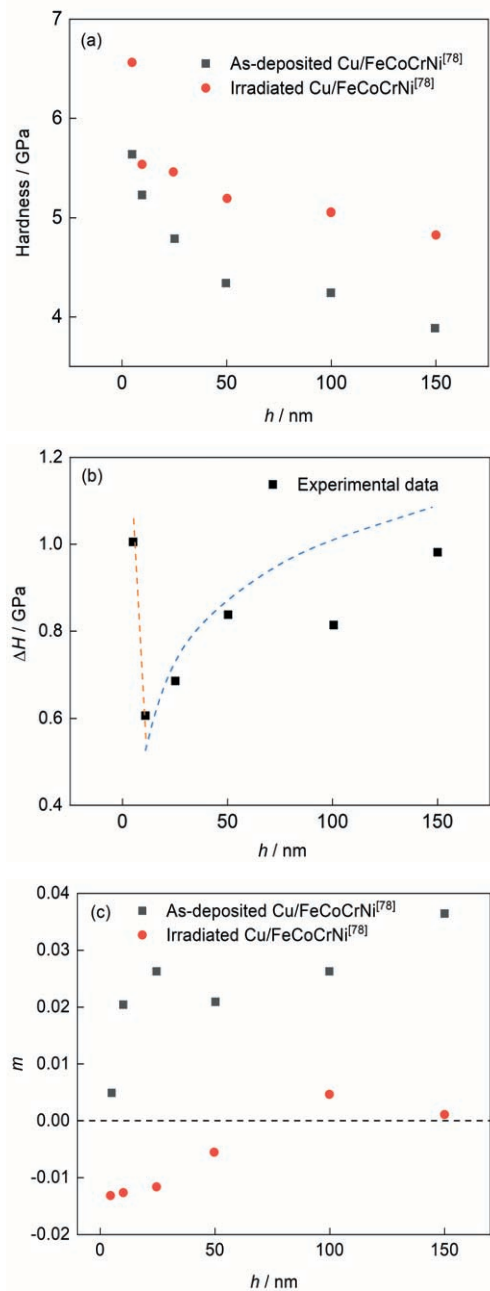 (a)
As-deposited Cu/FeCoCrNi[78]
Irradiated Cu/FeCoCrNi[78]
Hardness / GPa
7
6
5
4
0
50
100
150
h / nm
(b)
Experimental data
ΔH / GPa
1.2
1.0
0.8
0.6
0.4
0
50
100
150
h / nm
(c)
As-deposited Cu/FeCoCrNi[78]
Irradiated Cu/FeCoCrNi[78]
m
0.04
0.03
0.02
0.01
0.00
-0.01
-0.02
0
50
100
150
h / nm